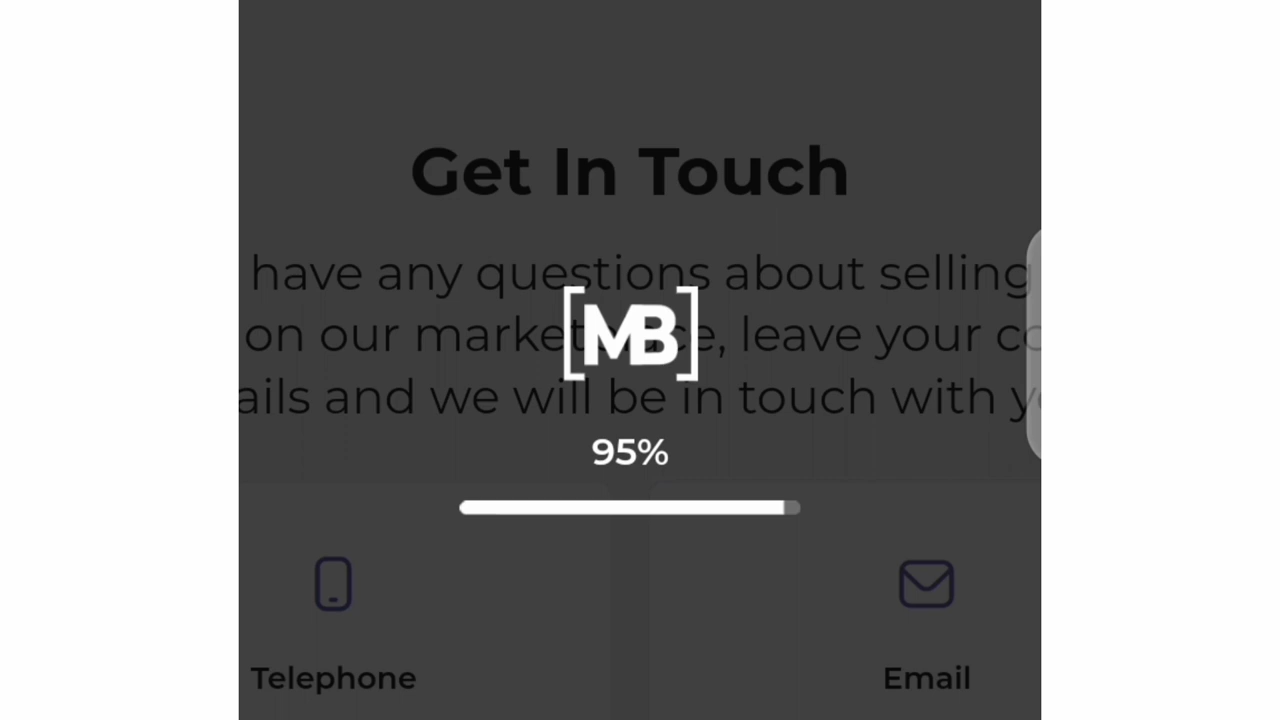 Get In Touch
have any questions about selling
on our marketplace, leave your
ails and we will be in touch with
[MB]
95%
Telephone
Email